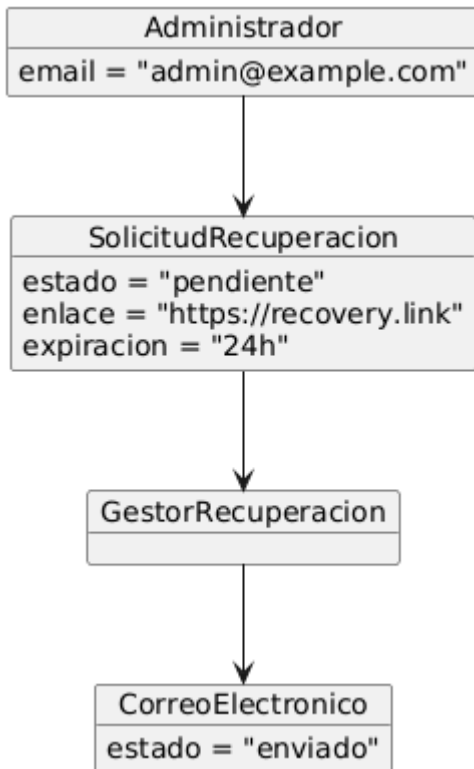 Administrador
email = "admin@example.com"
SolicitudRecuperacion
estado = "pendiente"
enlace = "https://recovery.link"
expiracion = "24h"
GestorRecuperacion
CorreoElectronico
estado = "enviado"